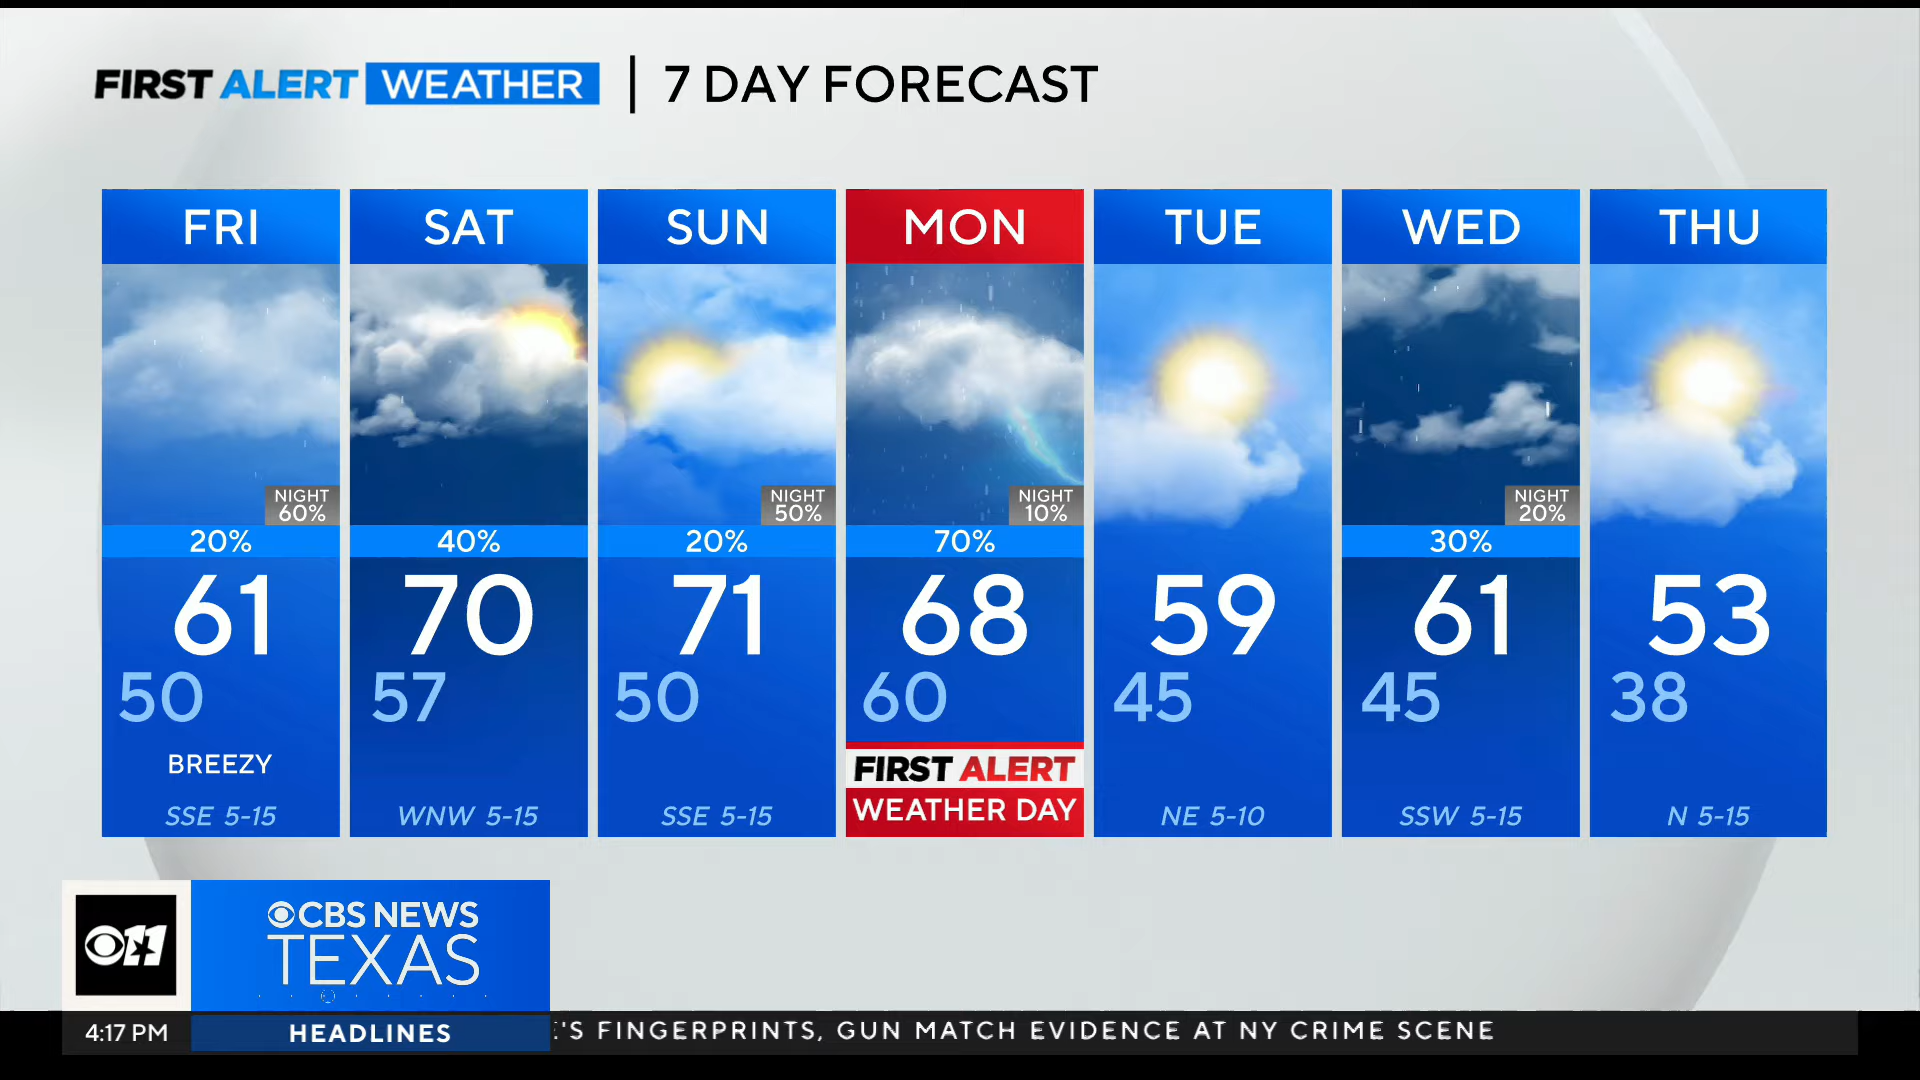 FIRST ALERT WEATHER | 7 DAY FORECAST
FRI
NIGHT
60%
20%
61
50
BREEZY
SSE 5-15
SAT
40%
70
57
WNW 5-15
SUN
NIGHT
50%
20%
71
50
SSE 5-15
MON
NIGHT
10%
70%
68
60
FIRST ALERT
WEATHER DAY
TUE
59
45
NE 5-10
WED
NIGHT
20%
30%
61
45
SSW 5-15
THU
53
38
N 5-15
11
CBS NEWS
TEXAS
4:17 PM
HEADLINES
'S FINGERPRINTS, GUN MATCH EVIDENCE AT NY CRIME SCENE